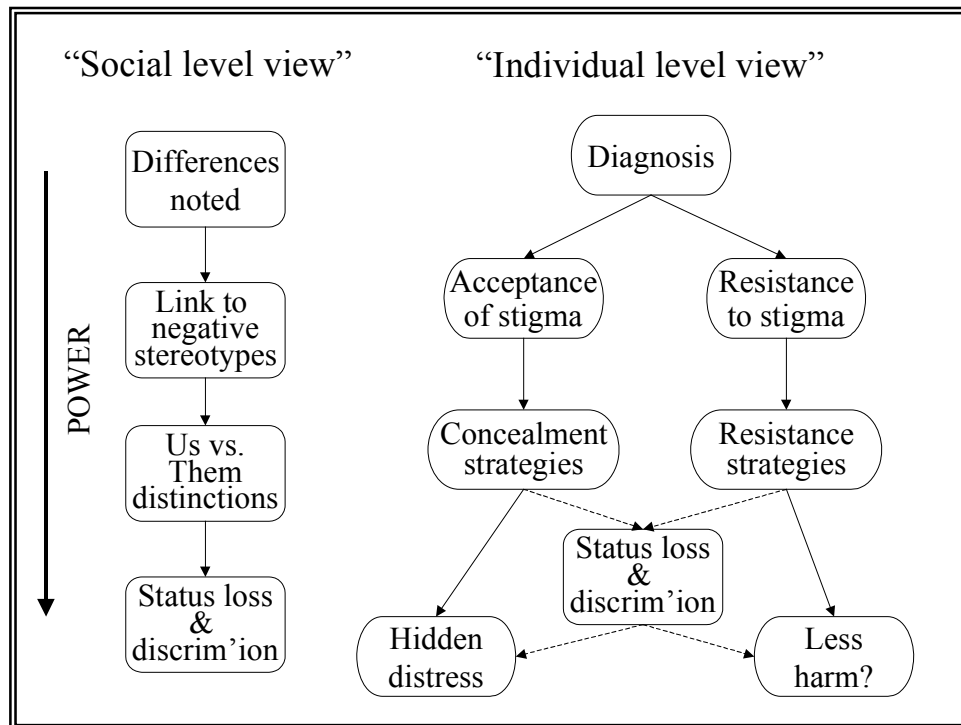 “Social level view”
“Individual level view”
POWER
Differences
noted
Link to
negative
stereotypes
Us vs.
Them
distinctions
Status loss
&
discrim’ion
Diagnosis
Acceptance
of stigma
Resistance
to stigma
Concealment
strategies
Resistance
strategies
Status loss
&
discrim’ion
Hidden
distress
Less
harm?